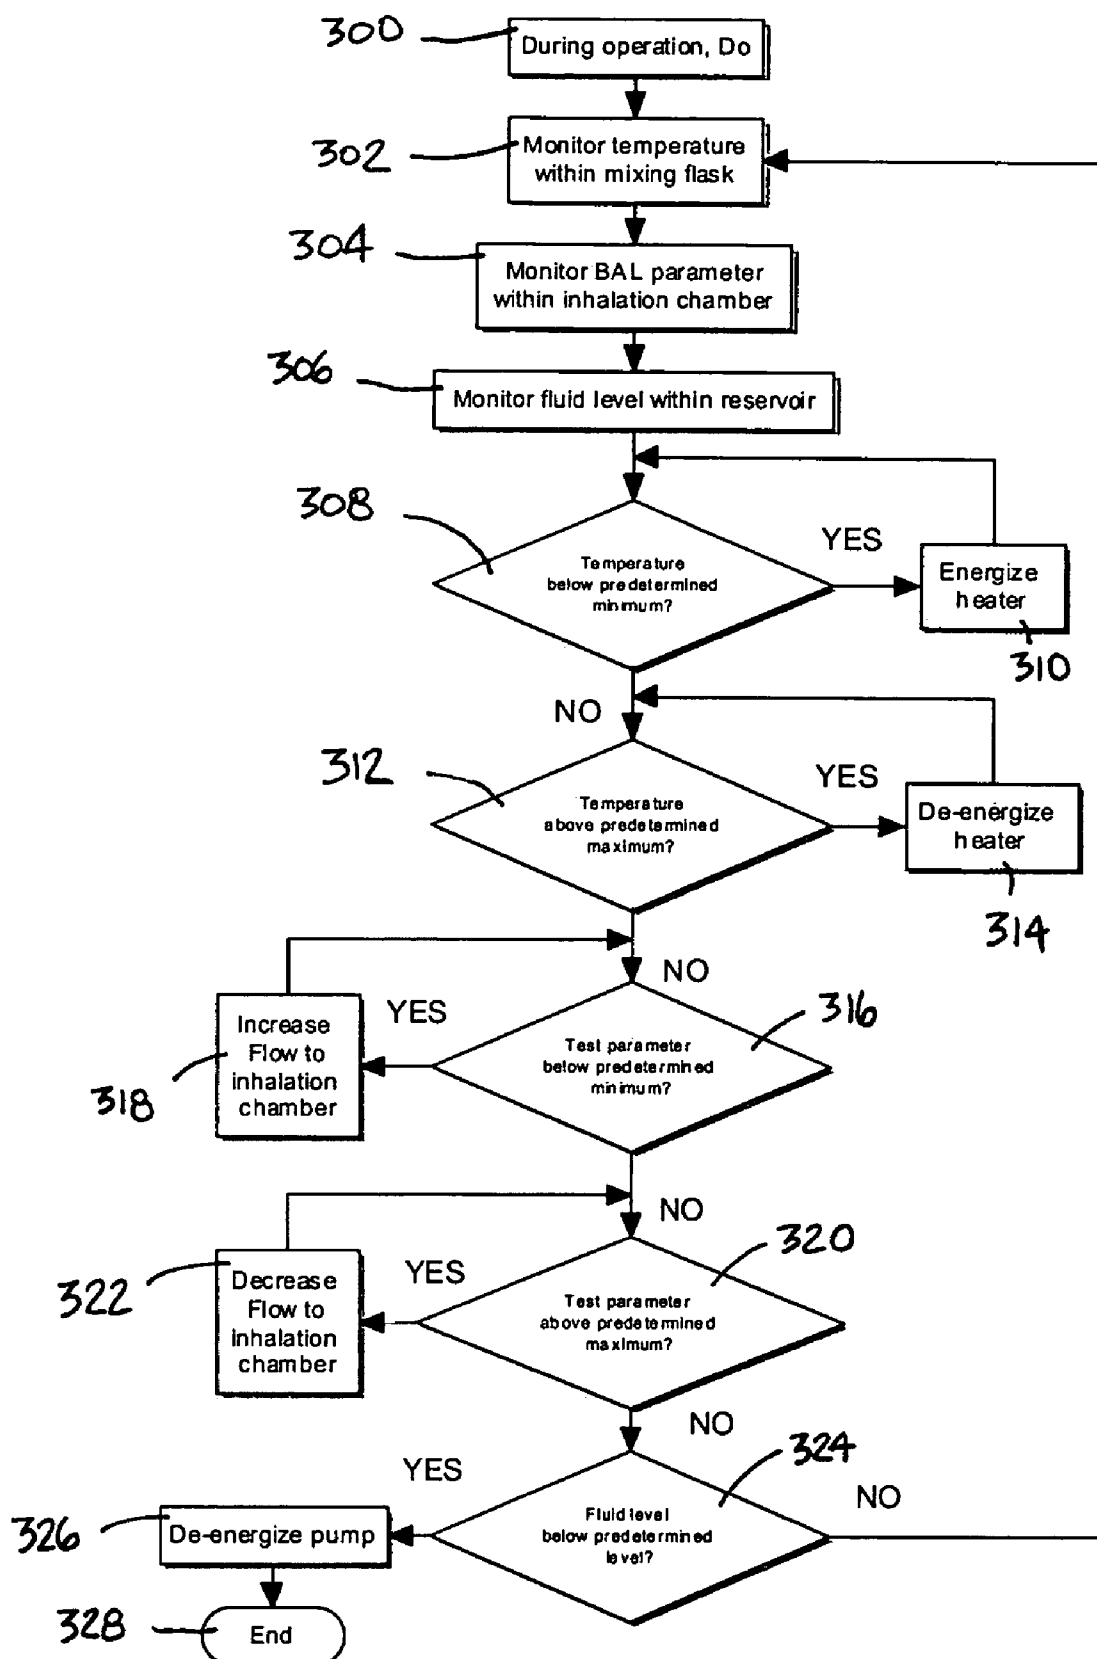 300
During operation, Do
302
Monitor temperature
within mixing flask
304
Monitor BAL parameter
within inhalation chamber
306
Monitor fluid level within reservoir
308
Temperature
below predetermined
minimum?
YES
Energize
heater
310
NO
312
Temperature
above predetermined
maximum?
YES
De-energize
heater
314
NO
316
Test parameter
below predetermined
minimum?
YES
Increase
Flow to
inhalation
chamber
318
NO
320
Test parameter
above predetermined
maximum?
YES
Decrease
Flow to
inhalation
chamber
322
NO
324
Fluid level
below predetermined
level?
YES
NO
326
De-energize pump
328
End